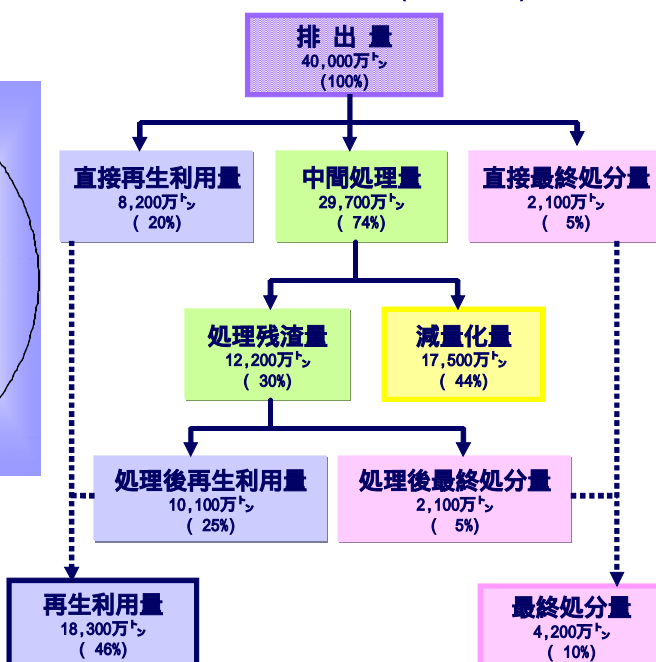 排 出 量
40,000万㌧
(100%)
直接再生利用量
8,200万㌧
( 20%)
中間処理量
29,700万㌧
( 74%)
直接最終処分量
2,100万㌧
( 5%)
処理残渣量
12,200万㌧
( 30%)
減量化量
17,500万㌧
( 44%)
処理後再生利用量
10,100万㌧
( 25%)
処理後最終処分量
2,100万㌧
( 5%)
再生利用量
18,300万㌧
( 46%)
最終処分量
4,200万㌧
( 10%)